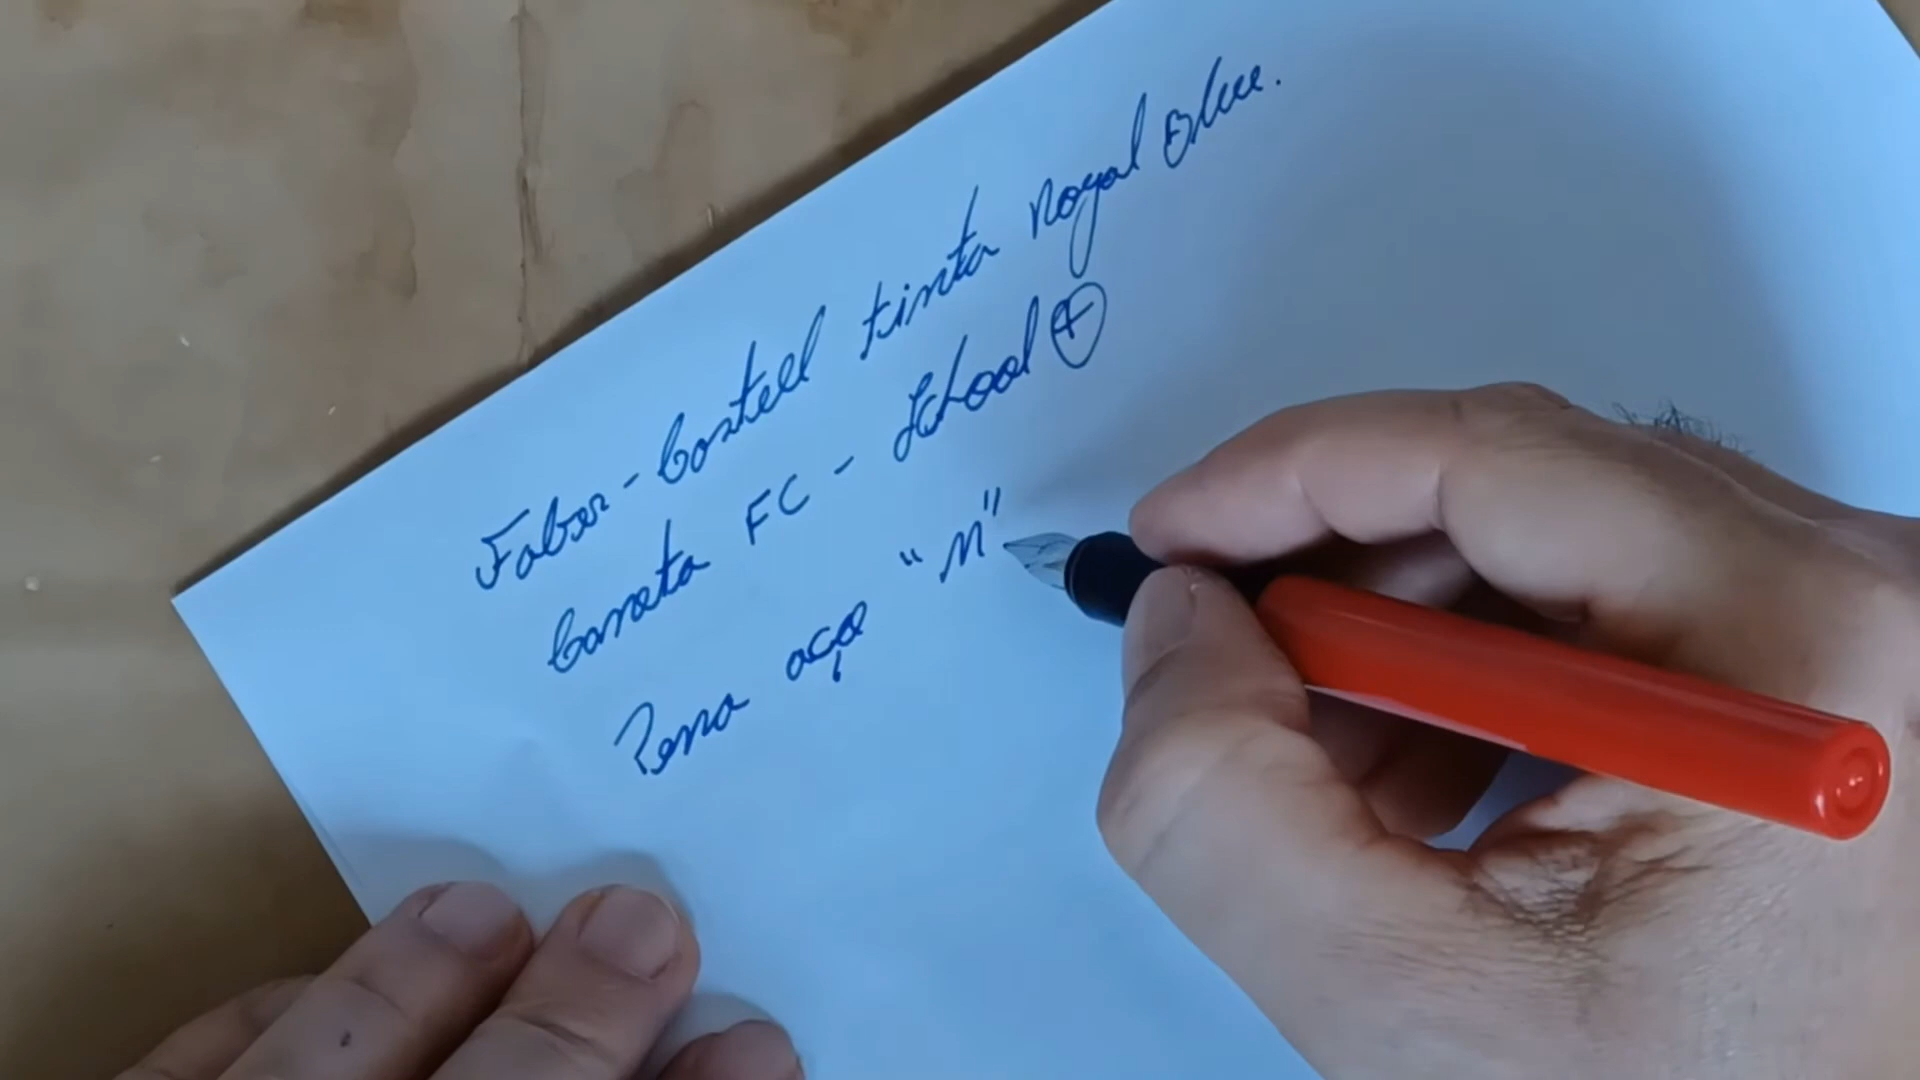 Faber-Castell tinta Royal Blue.
Caneta FC - School +
Pena aço "M"